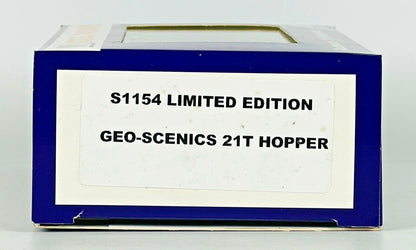 S1154 LIMITED EDITION
GEO-SCENICS 21T HOPPER